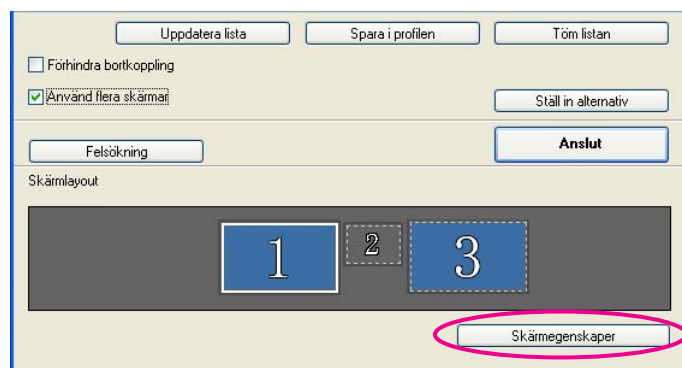 Uppdatera lista Spara i profilen Töm listan
Förhindra bortkoppling
Använd flera skärmar
Ställ in alternativ
Felsökning Anslut
Skärmlayout
1 2 3
Skärmegenskaper